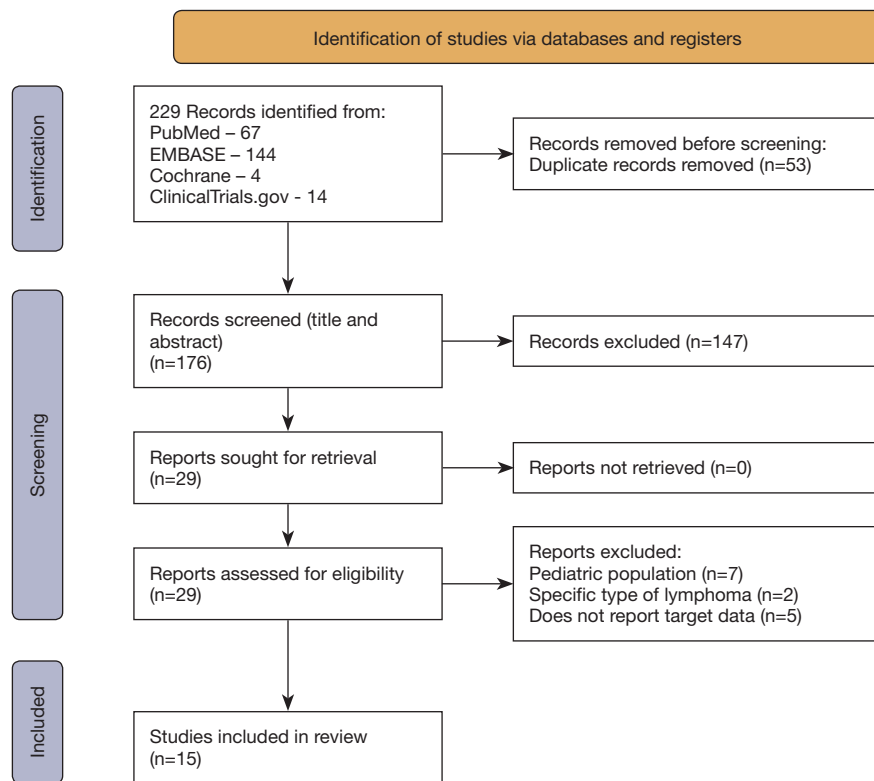 Identification of studies via databases and registers
Identification
229 Records identified from:
PubMed – 67
EMBASE – 144
Cochrane – 4
ClinicalTrials.gov - 14
Records removed before screening:
Duplicate records removed (n=53)
Screening
Records screened (title and
abstract)
(n=176)
Records excluded (n=147)
Reports sought for retrieval
(n=29)
Reports not retrieved (n=0)
Reports assessed for eligibility
(n=29)
Reports excluded:
Pediatric population (n=7)
Specific type of lymphoma (n=2)
Does not report target data (n=5)
Included
Studies included in review
(n=15)